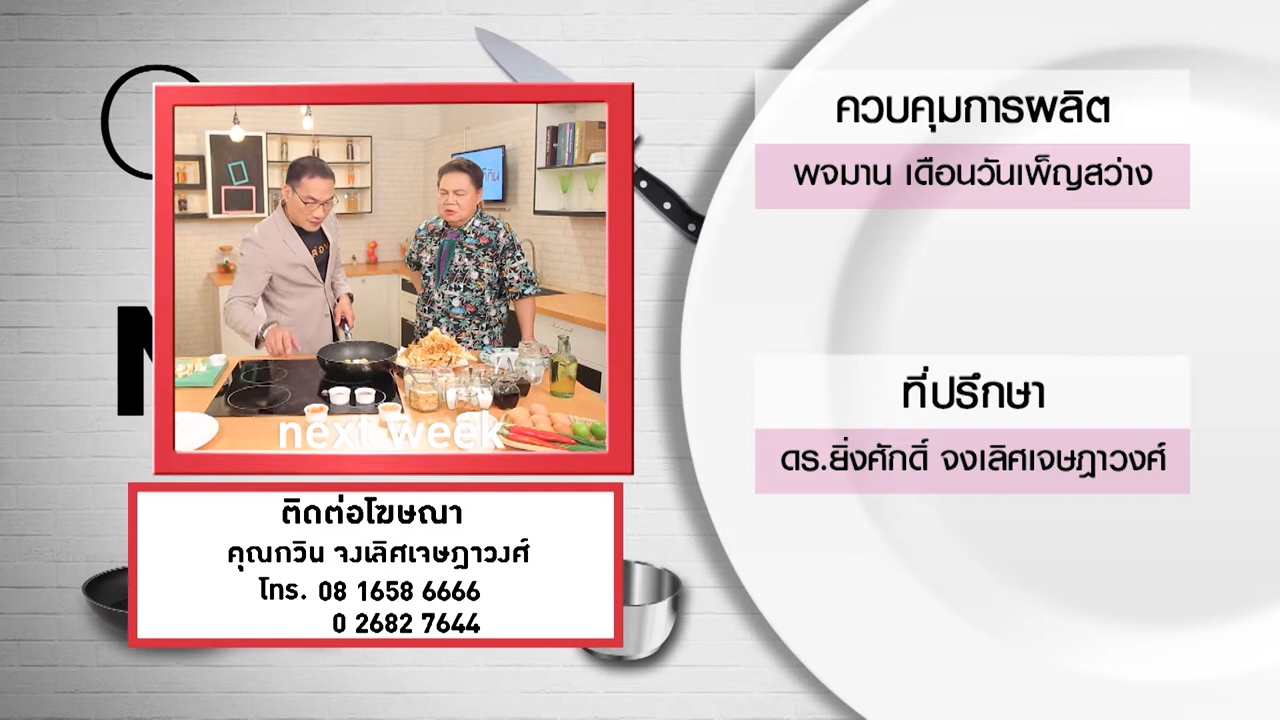 next week
ติดต่อโฆษณา
คุณกวิน จงเลิศเจษฎาวงศ์
โทร. 08 1658 6666
0 2682 7644
ควบคุมการผลิต
พจมาน เดือนวันเพ็ญสว่าง
ที่ปรึกษา
ดร.ยิ่งศักดิ์ จงเลิศเจษฎาวงศ์